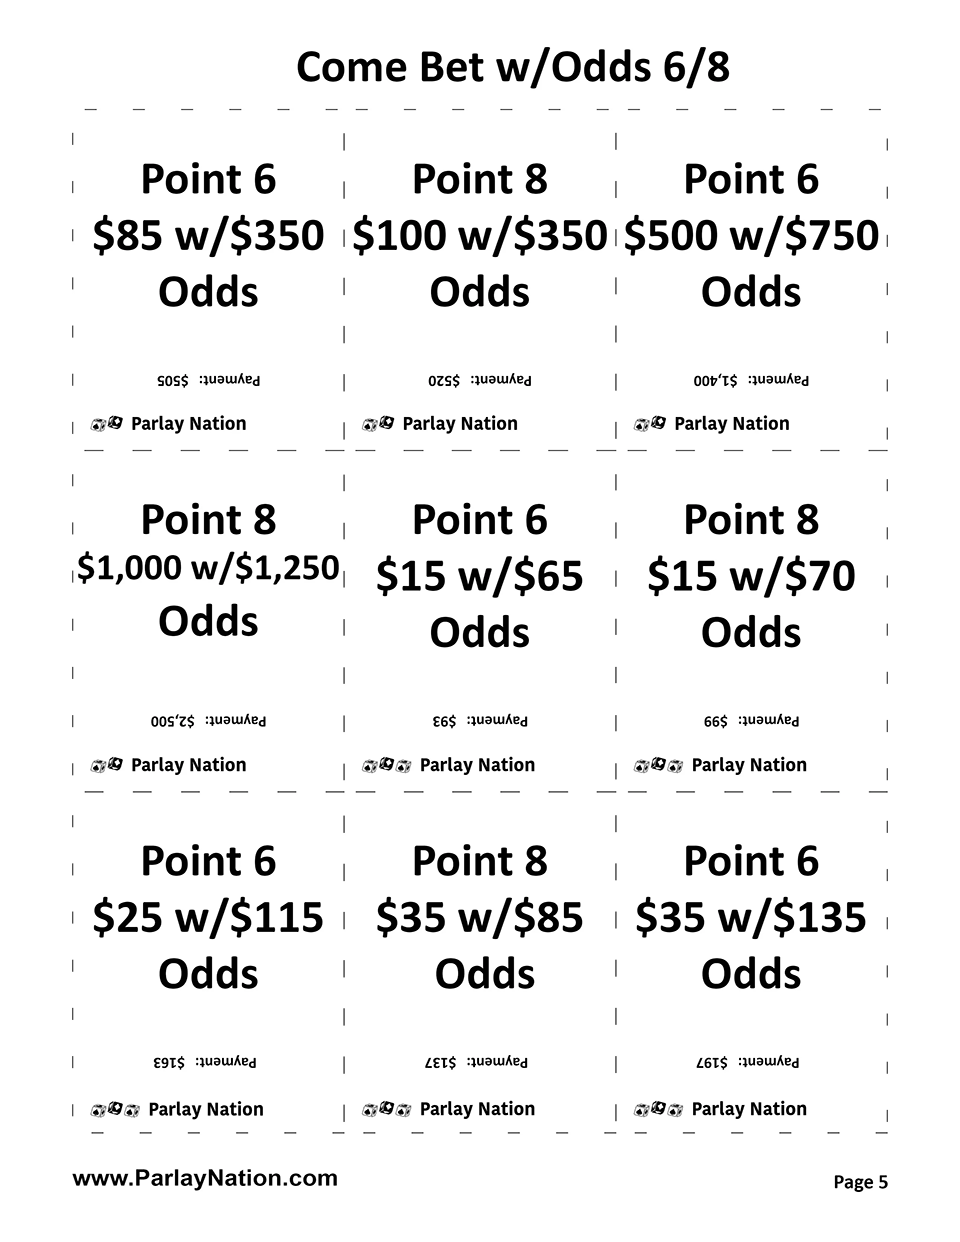 Come Bet w/Odds 6/8
Point 6
$85 w/$350
Odds
Payment: $505
Parlay Nation
Point 8
$100 w/$350
Odds
Payment: $520
Parlay Nation
Point 6
$500 w/$750
Odds
Payment: $1,400
Parlay Nation
Point 8
$1,000 w/$1,250
Odds
Payment: $2,500
Parlay Nation
Point 6
$15 w/$65
Odds
Payment: $93
Parlay Nation
Point 8
$15 w/$70
Odds
Payment: $99
Parlay Nation
Point 6
$25 w/$115
Odds
Payment: $163
Parlay Nation
Point 8
$35 w/$85
Odds
Payment: $137
Parlay Nation
Point 6
$35 w/$135
Odds
Payment: $197
Parlay Nation
www.ParlayNation.com
Page 5